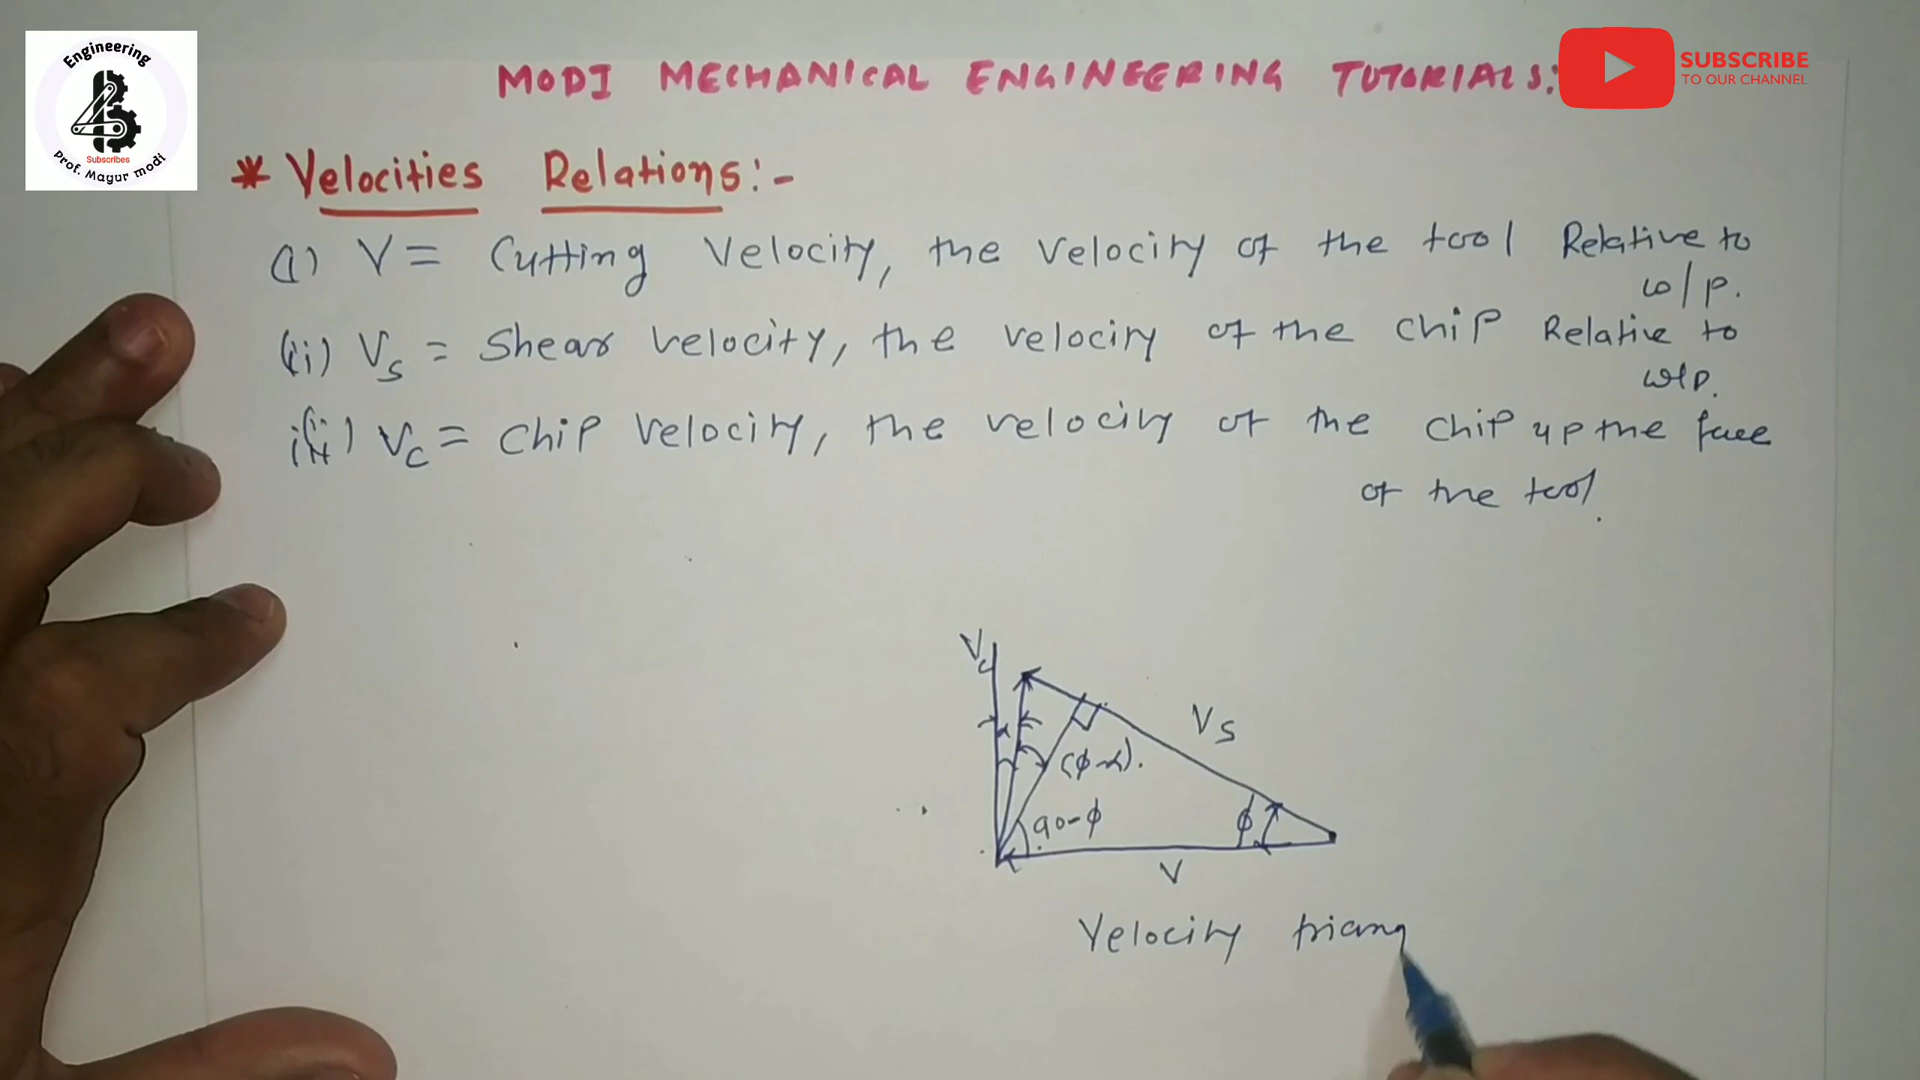 Engineering
Subscribes
Prof. Mayur modi
SUBSCRIBE
TO OUR CHANNEL
MODI MECHANICAL ENGINEERING TUTORIALS:
* Velocities Relations:-
(i) V = Cutting Velocity, the velocity of the tool Relative to
w/p.
(ii) Vs = Shear velocity, the velocity of the chip Relative to
w/p.
(iii) Vc = chip velocity, the velocity of the chip up the face
of the tool.
Vc
Vs
(ϕ-α).
90-ϕ
ϕ
V
Velocity triang